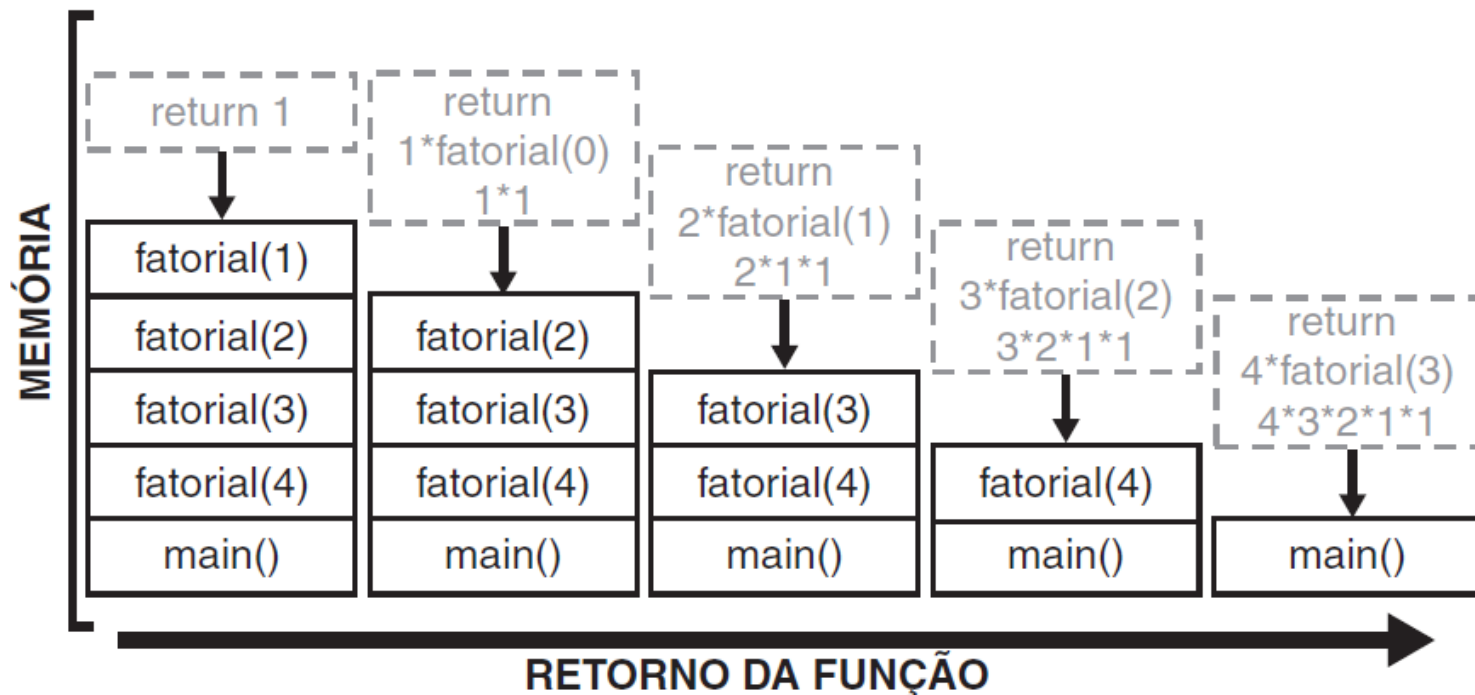 MEMÓRIA
return 1
fatorial(1)
fatorial(2)
fatorial(3)
fatorial(4)
main()
return
1*fatorial(0)
1*1
fatorial(2)
fatorial(3)
fatorial(4)
main()
return
2*fatorial(1)
2*1*1
fatorial(3)
fatorial(4)
main()
return
3*fatorial(2)
3*2*1*1
fatorial(4)
main()
return
4*fatorial(3)
4*3*2*1*1
main()
RETORNO DA FUNÇÃO